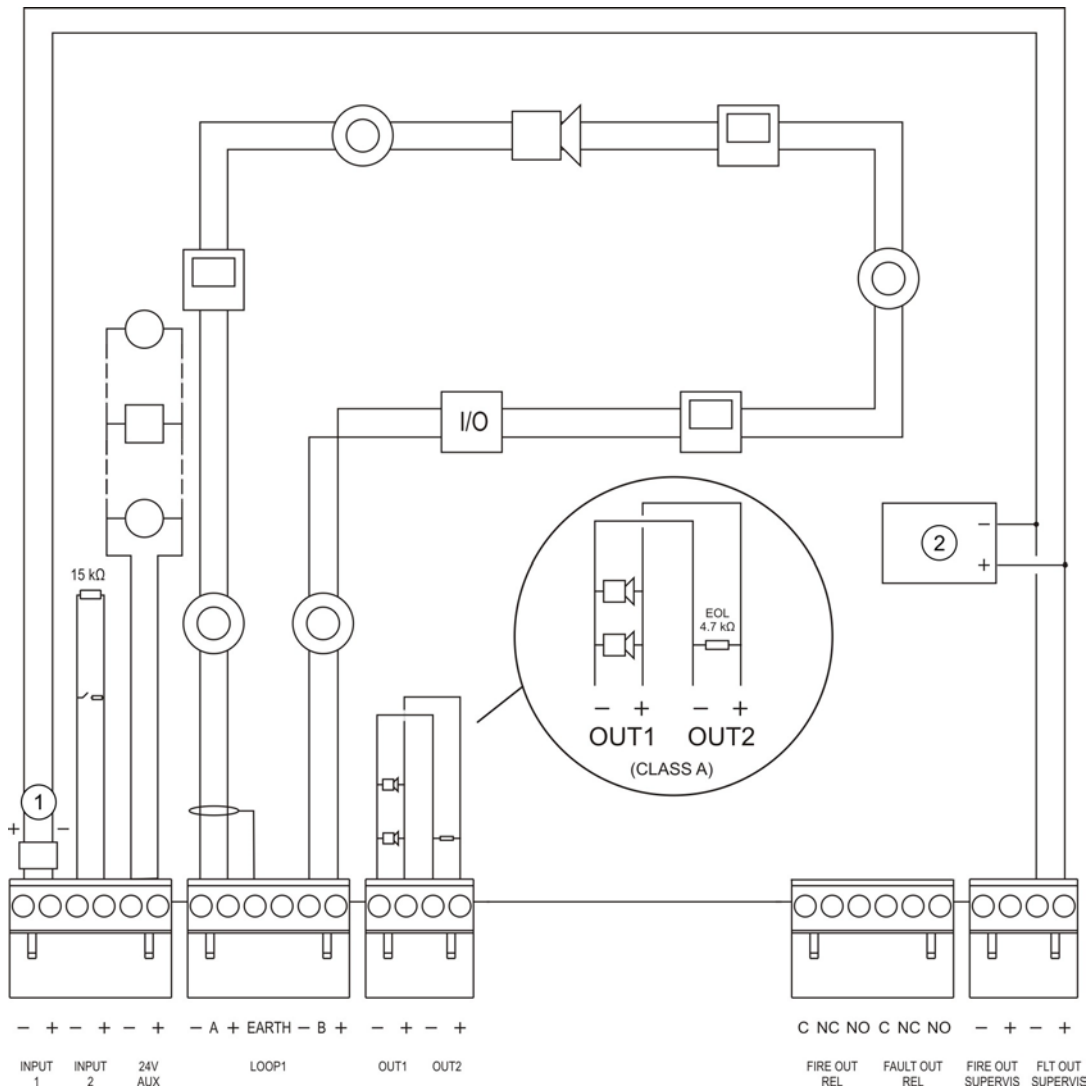 I/O
2
15 kΩ
EOL
4.7 kΩ
− + − +
OUT1 OUT2
(CLASS A)
1
+ −
− +
− + − + − + − A + EARTH − B + − + − + C NC NO C NC NO − + − +
INPUT 1 INPUT 2 24V AUX LOOP1 OUT1 OUT2 FIRE OUT REL FAULT OUT REL FIRE OUT SUPERVIS FLT OUT SUPERVIS